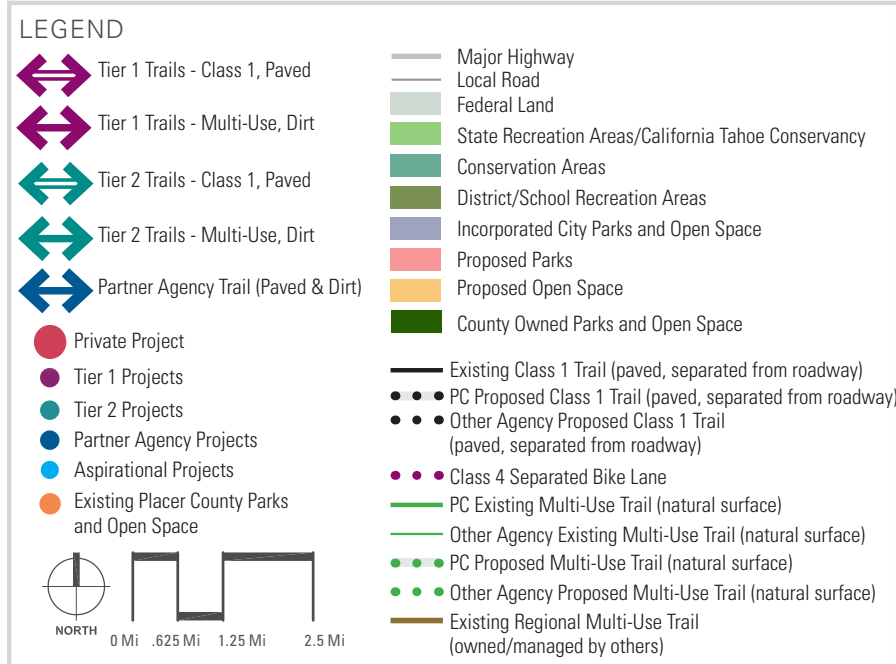 LEGEND
Tier 1 Trails - Class 1, Paved
Tier 1 Trails - Multi-Use, Dirt
Tier 2 Trails - Class 1, Paved
Tier 2 Trails - Multi-Use, Dirt
Partner Agency Trail (Paved & Dirt)
Private Project
Tier 1 Projects
Tier 2 Projects
Partner Agency Projects
Aspirational Projects
Existing Placer County Parks
and Open Space
NORTH
0 Mi .625 Mi 1.25 Mi 2.5 Mi
Major Highway
Local Road
Federal Land
State Recreation Areas/California Tahoe Conservancy
Conservation Areas
District/School Recreation Areas
Incorporated City Parks and Open Space
Proposed Parks
Proposed Open Space
County Owned Parks and Open Space
Existing Class 1 Trail (paved, separated from roadway)
PC Proposed Class 1 Trail (paved, separated from roadway)
Other Agency Proposed Class 1 Trail
(paved, separated from roadway)
Class 4 Separated Bike Lane
PC Existing Multi-Use Trail (natural surface)
Other Agency Existing Multi-Use Trail (natural surface)
PC Proposed Multi-Use Trail (natural surface)
Other Agency Proposed Multi-Use Trail (natural surface)
Existing Regional Multi-Use Trail
(owned/managed by others)